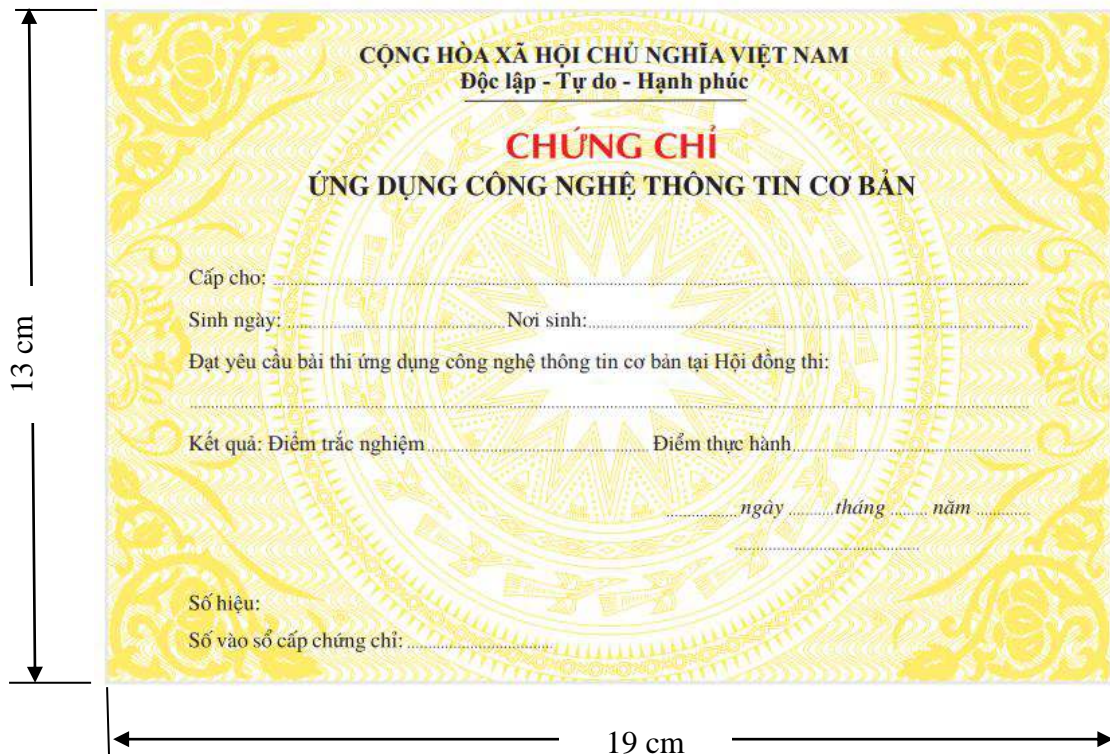 CỘNG HÒA XÃ HỘI CHỦ NGHĨA VIỆT NAM
Độc lập - Tự do - Hạnh phúc
CHỨNG CHỈ
ỨNG DỤNG CÔNG NGHỆ THÔNG TIN CƠ BẢN
Cấp cho: ........................
Sinh ngày: ........................ Nơi sinh: ........................
Đạt yêu cầu bài thi ứng dụng công nghệ thông tin cơ bản tại Hội đồng thi:
........................
Kết quả: Điểm trắc nghiệm ........................ Điểm thực hành ........................
............ ngày ......... tháng ........ năm ...........
........................
Số hiệu:
Số vào sổ cấp chứng chỉ: ........................
13 cm
19 cm